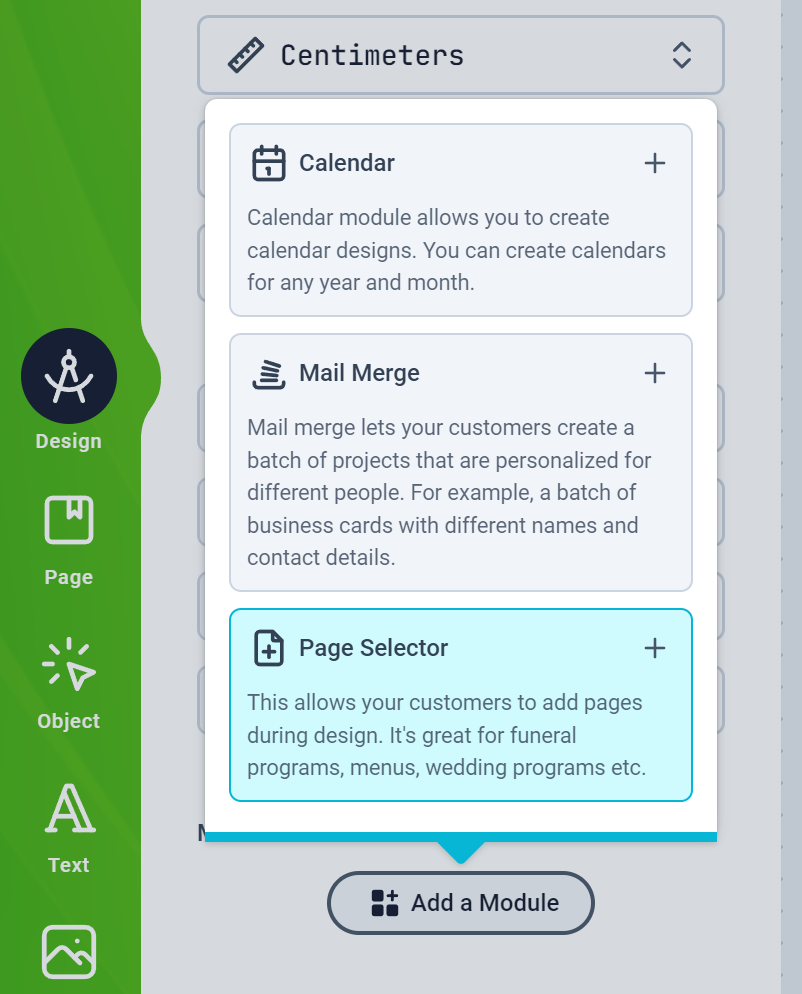 Centimeters
Calendar
Calendar module allows you to create
calendar designs. You can create calendars
for any year and month.
Mail Merge
Mail merge lets your customers create a
batch of projects that are personalized for
different people. For example, a batch of
business cards with different names and
contact details.
Page Selector
This allows your customers to add pages
during design. It's great for funeral
programs, menus, wedding programs etc.
Add a Module
Design
Page
Object
Text